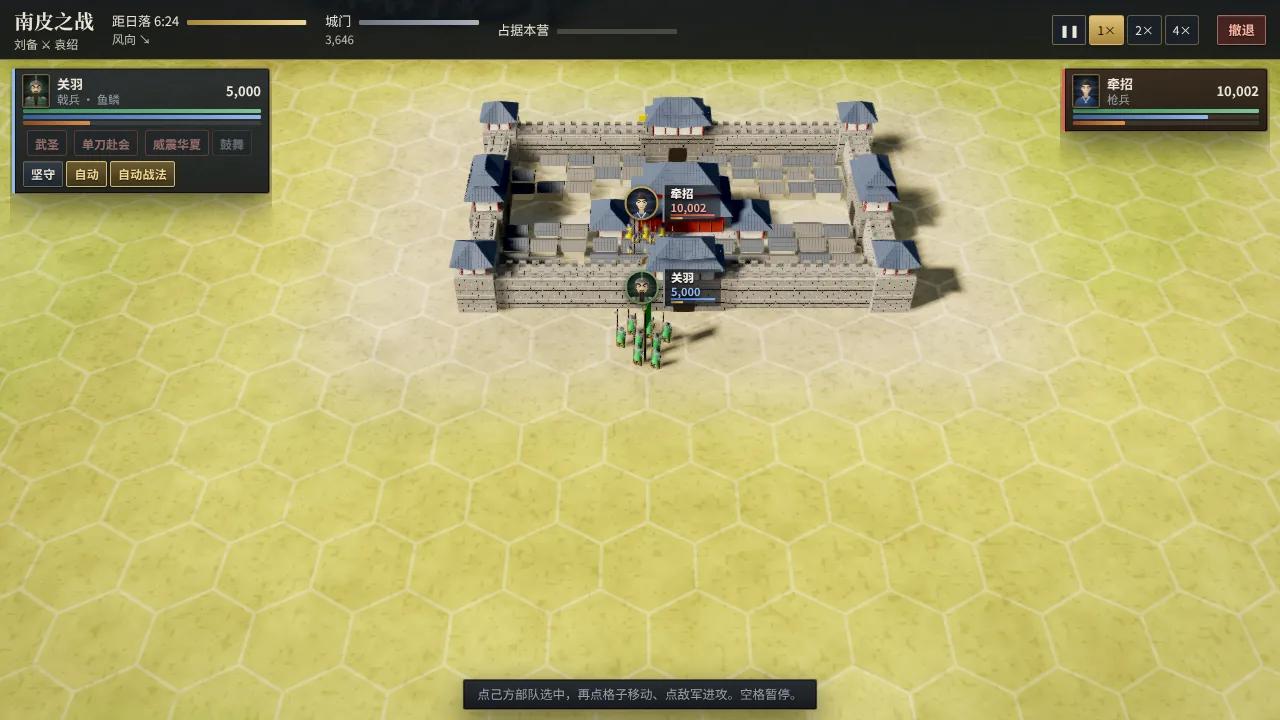 南皮之战
刘备 ⚔ 袁绍
距日落 6:24
风向 ↘
城门
3,646
占据本营
❚❚ 1× 2× 4× 撤退
关羽
戟兵・鱼鳞
5,000
武圣 单刀赴会 威震华夏 鼓舞
坚守 自动 自动战法
牵招
枪兵
10,002
牵招
10,002
关羽
5,000
点己方部队选中，再点格子移动、点敌军进攻。空格暂停。